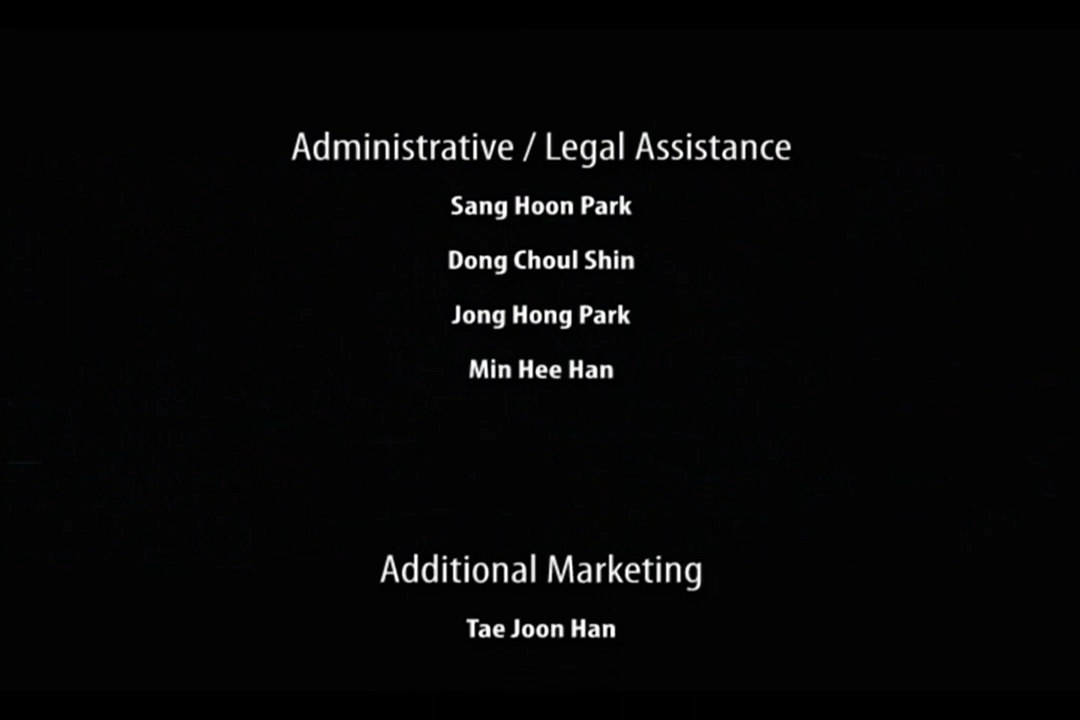 Administrative / Legal Assistance
Sang Hoon Park
Dong Choul Shin
Jong Hong Park
Min Hee Han
Additional Marketing
Tae Joon Han